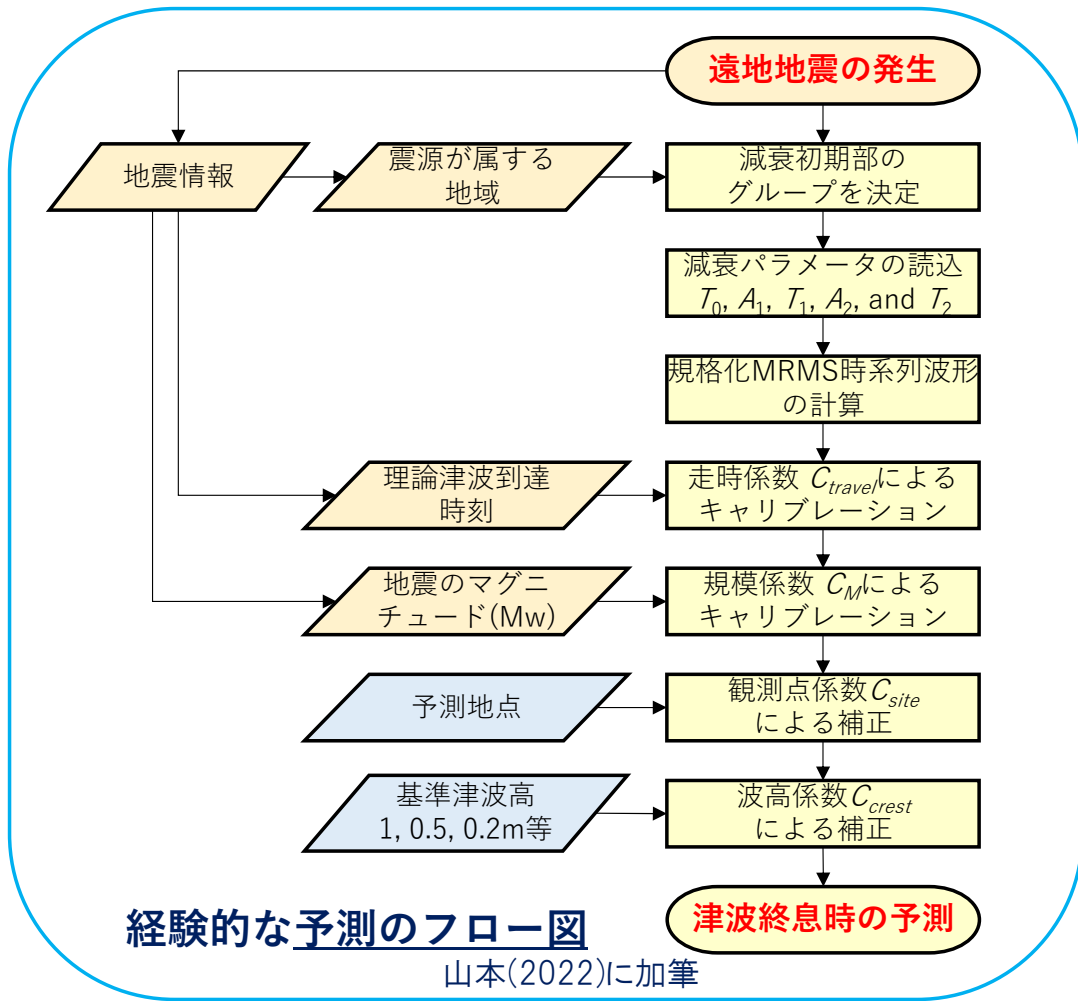 遠地地震の発生
地震情報
震源が属する
地域
減衰初期部の
グループを決定
減衰パラメータの読込
T0, A1, T1, A2, and T2
規格化MRMS時系列波形
の計算
理論津波到達
時刻
走時係数 Ctravelによる
キャリブレーション
地震のマグニ
チュード(Mw)
規模係数 CMによる
キャリブレーション
予測地点
観測点係数Csite
による補正
基準津波高
1, 0.5, 0.2m等
波高係数Ccrest
による補正
津波終息時の予測
経験的な予測のフロー図
山本(2022)に加筆